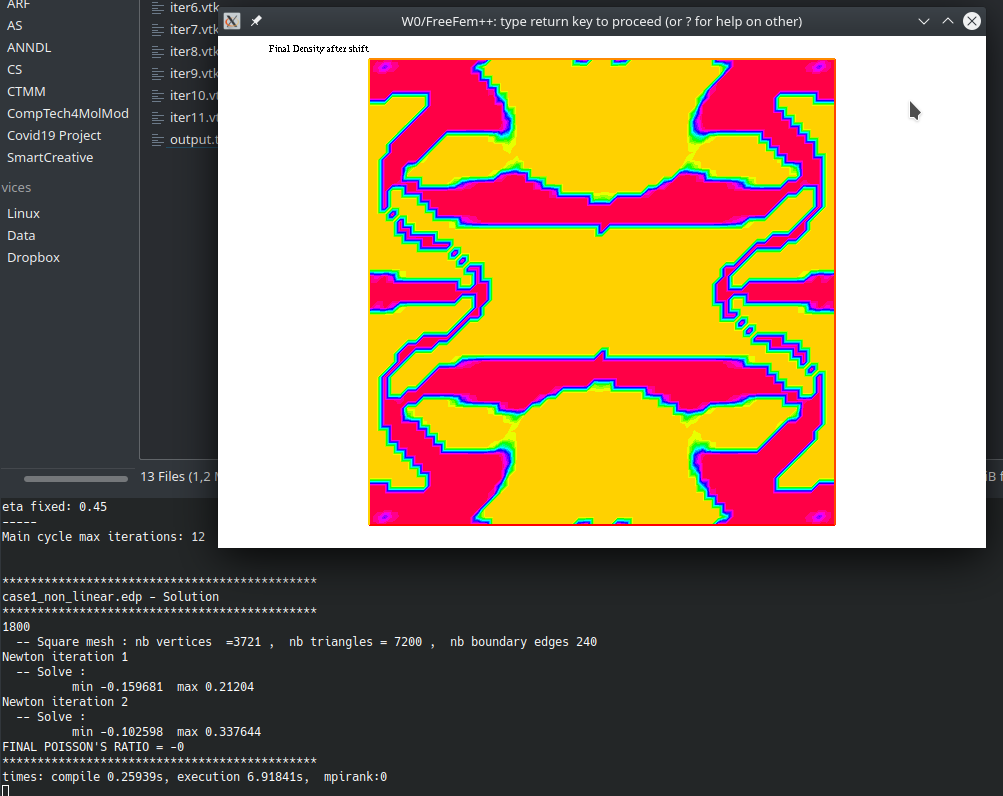 ARF
AS
ANNDL
CS
CTMM
CompTech4MolMod
Covid19 Project
SmartCreative
vices
Linux
Data
Dropbox
iter6.vtk
iter7.vtk
iter8.vtk
iter9.vtk
iter10.vt
iter11.vt
output.t
13 Files (1,2 M
iB f
W0/FreeFem++: type return key to proceed (or ? for help on other)
Final Density after shift
eta fixed: 0.45
-----
Main cycle max iterations: 12
*********************************************
case1_non_linear.edp - Solution
*********************************************
1800
-- Square mesh : nb vertices  =3721 ,  nb triangles = 7200 ,  nb boundary edges 240
Newton iteration 1
-- Solve :
min -0.159681  max 0.21204
Newton iteration 2
-- Solve :
min -0.102598  max 0.337644
FINAL POISSON'S RATIO = -0
*********************************************
times: compile 0.25939s, execution 6.91841s,  mpirank:0